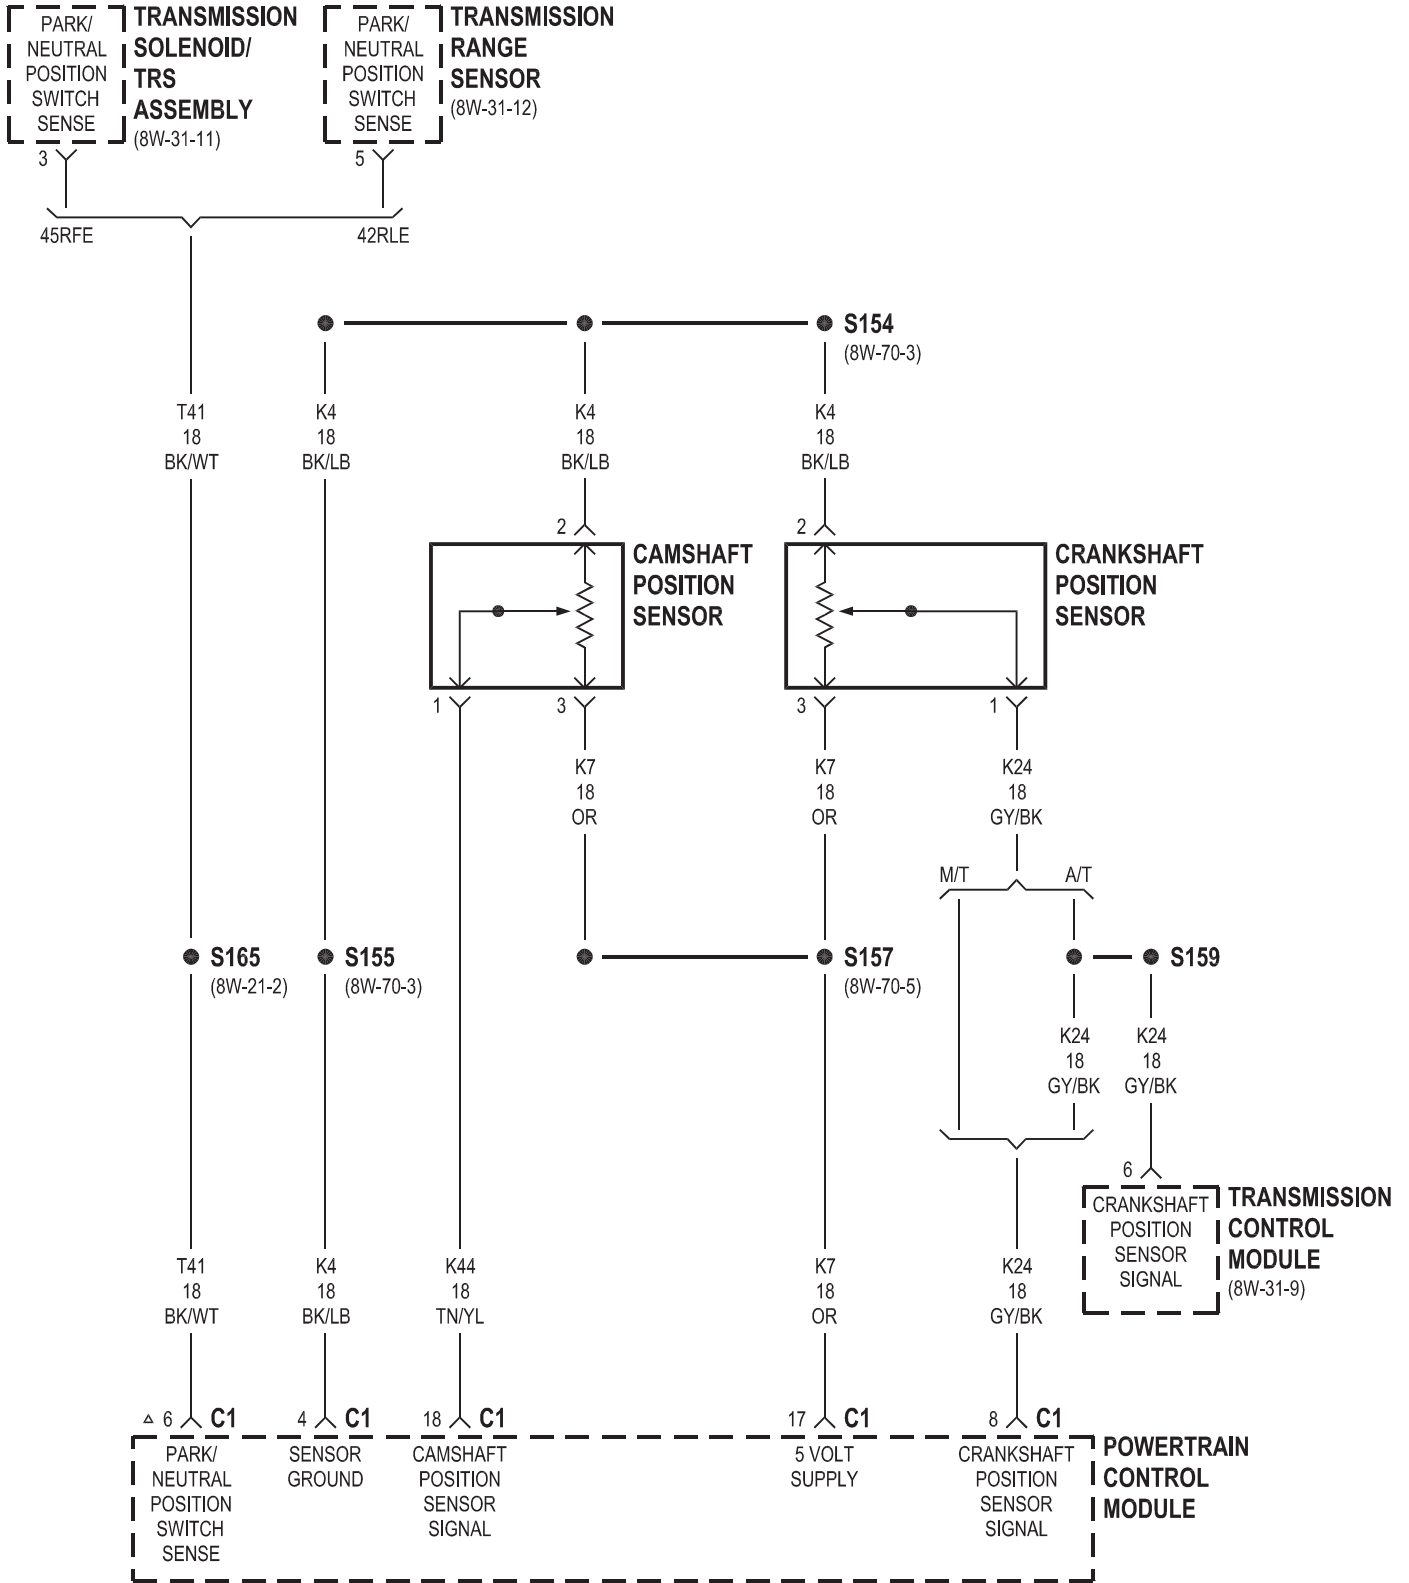 PARK/
NEUTRAL
POSITION
SWITCH
SENSE
TRANSMISSION
SOLENOID/
TRS
ASSEMBLY
(8W-31-11)
PARK/
NEUTRAL
POSITION
SWITCH
SENSE
TRANSMISSION
RANGE
SENSOR
(8W-31-12)
3
5
45RFE
42RLE
S154
(8W-70-3)
T41
18
BK/WT
K4
18
BK/LB
K4
18
BK/LB
K4
18
BK/LB
2
CAMSHAFT
POSITION
SENSOR
2
CRANKSHAFT
POSITION
SENSOR
1
3
3
1
K7
18
OR
K7
18
OR
K24
18
GY/BK
M/T
A/T
S165
(8W-21-2)
S155
(8W-70-3)
S157
(8W-70-5)
S159
K24
18
GY/BK
K24
18
GY/BK
6
CRANKSHAFT
POSITION
SENSOR
SIGNAL
TRANSMISSION
CONTROL
MODULE
(8W-31-9)
T41
18
BK/WT
K4
18
BK/LB
K44
18
TN/YL
K7
18
OR
K24
18
GY/BK
6 C1
4 C1
18 C1
17 C1
8 C1
PARK/
NEUTRAL
POSITION
SWITCH
SENSE
SENSOR
GROUND
CAMSHAFT
POSITION
SENSOR
SIGNAL
5 VOLT
SUPPLY
CRANKSHAFT
POSITION
SENSOR
SIGNAL
POWERTRAIN
CONTROL
MODULE